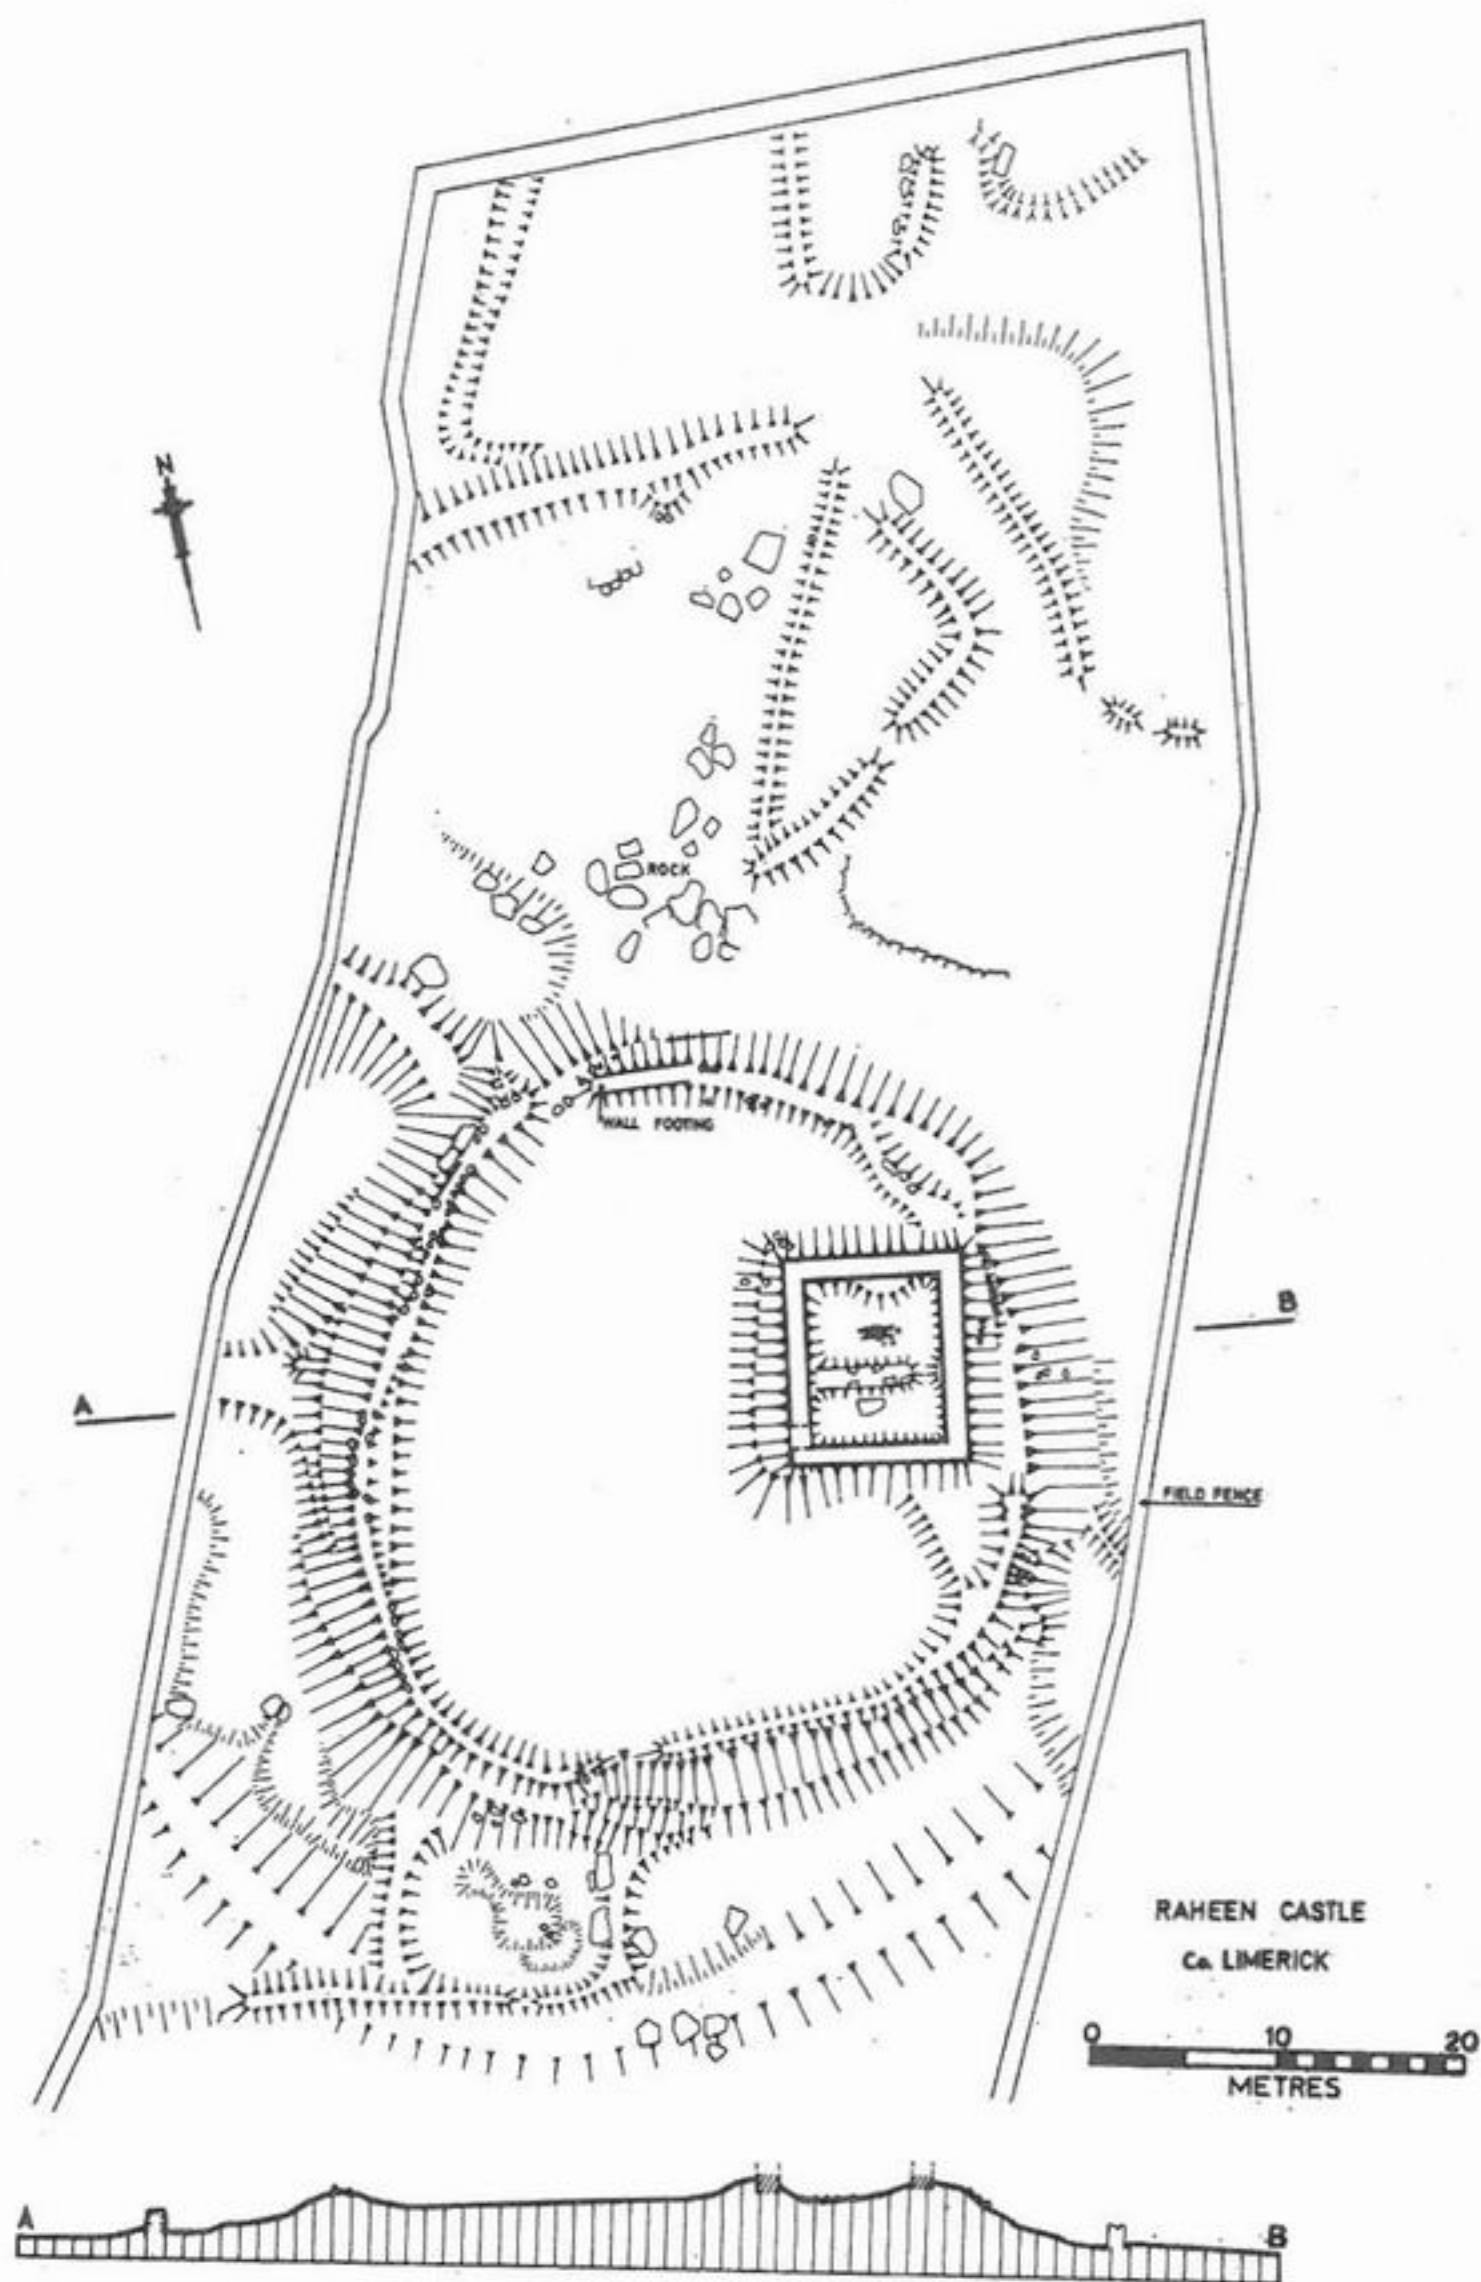 N
ROCK
WALL FOOTING
B
A
FIELD FENCE
RAHEEN CASTLE
Co. LIMERICK
0 10 20
METRES
A
B